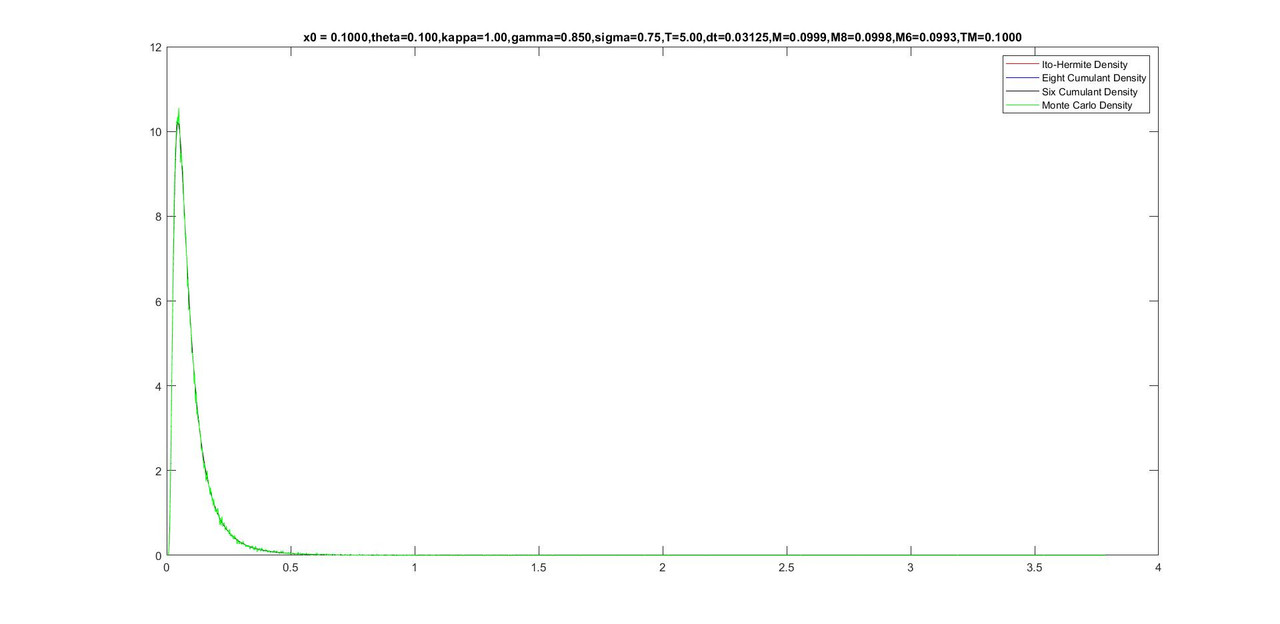 x0 = 0.1000,theta=0.100,kappa=1.00,gamma=0.850,sigma=0.75,T=5.00,dt=0.03125,M=0.0999,M8=0.0998,M6=0.0993,TM=0.1000
12
10
8
6
4
2
0
Ito-Hermite Density
Eight Cumulant Density
Six Cumulant Density
Monte Carlo Density
0 0.5 1 1.5 2 2.5 3 3.5 4